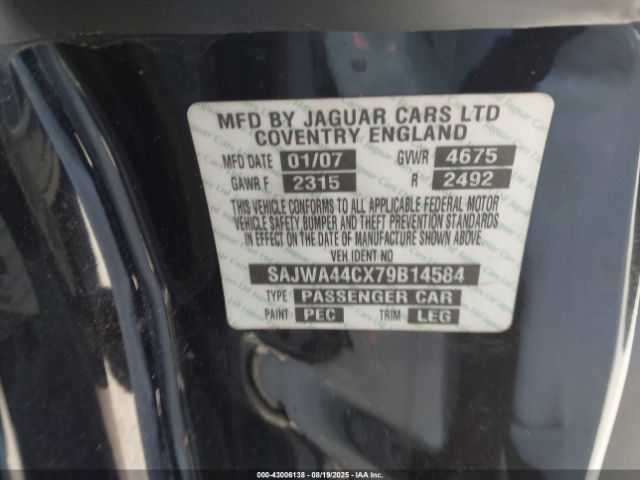 MFD BY JAGUAR CARS LTD
COVENTRY ENGLAND
MFD DATE 01/07 GVWR 4675
GAWR F 2315 R 2492
THIS VEHICLE CONFORMS TO ALL APPLICABLE FEDERAL MOTOR
VEHICLE SAFETY,BUMPER AND THEFT PREVENTION STANDARDS
IN EFFECT ON THE DATE OF MANUFACTURE SHOWN ABOVE.
VEH IDENT NO
SAJWA44CX79B14584
TYPE PASSENGER CAR
PAINT PEC TRIM LEG
000-43006138 - 08/19/2025 - IAA Inc.